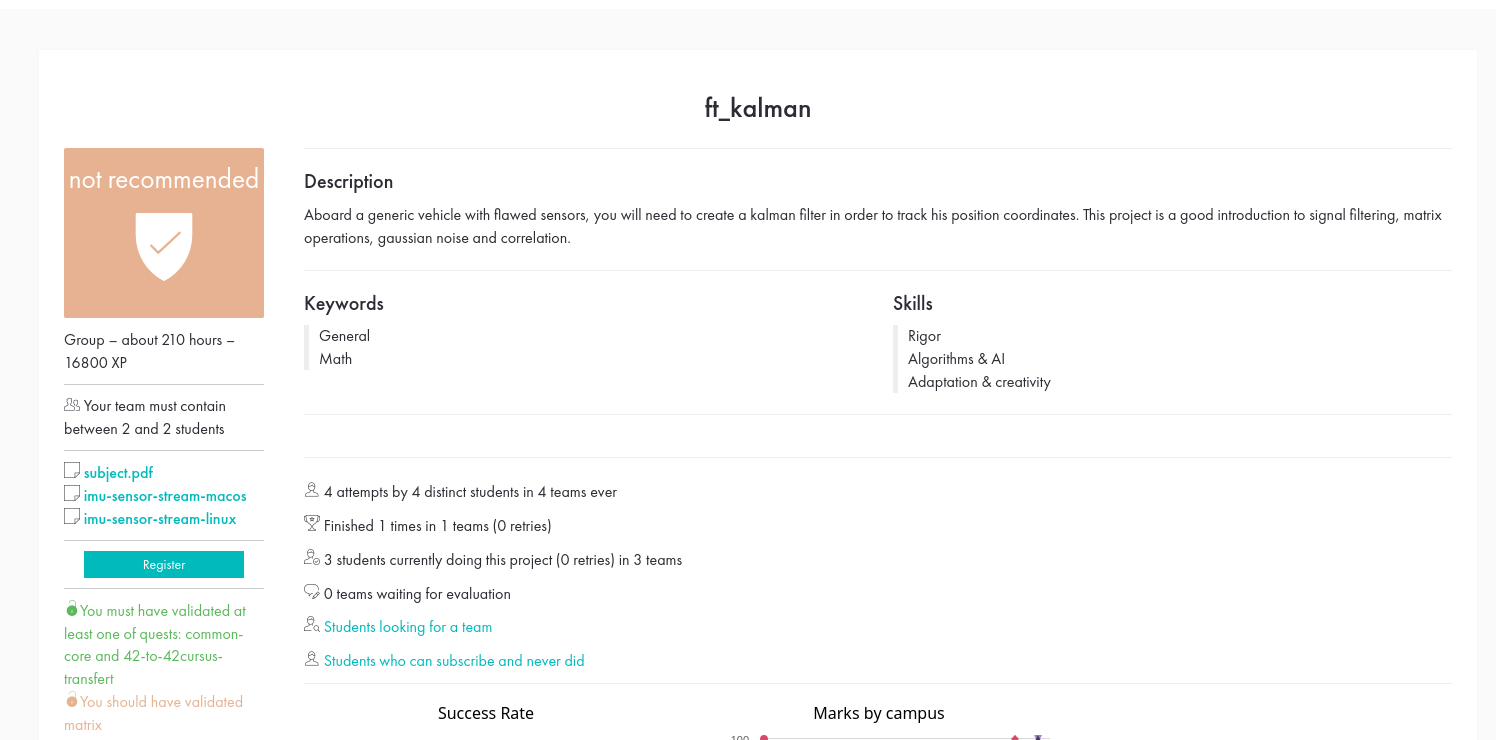 ft_kalman
not recommended
Group – about 210 hours –
16800 XP
Your team must contain
between 2 and 2 students
subject.pdf
imu-sensor-stream-macos
imu-sensor-stream-linux
Register
You must have validated at
least one of quests: common-
core and 42-to-42cursus-
transfert
You should have validated
matrix
Description
Aboard a generic vehicle with flawed sensors, you will need to create a kalman filter in order to track his position coordinates. This project is a good introduction to signal filtering, matrix
operations, gaussian noise and correlation.
Keywords
General
Math
Skills
Rigor
Algorithms & AI
Adaptation & creativity
4 attempts by 4 distinct students in 4 teams ever
Finished 1 times in 1 teams (0 retries)
3 students currently doing this project (0 retries) in 3 teams
0 teams waiting for evaluation
Students looking for a team
Students who can subscribe and never did
Success Rate
Marks by campus
100